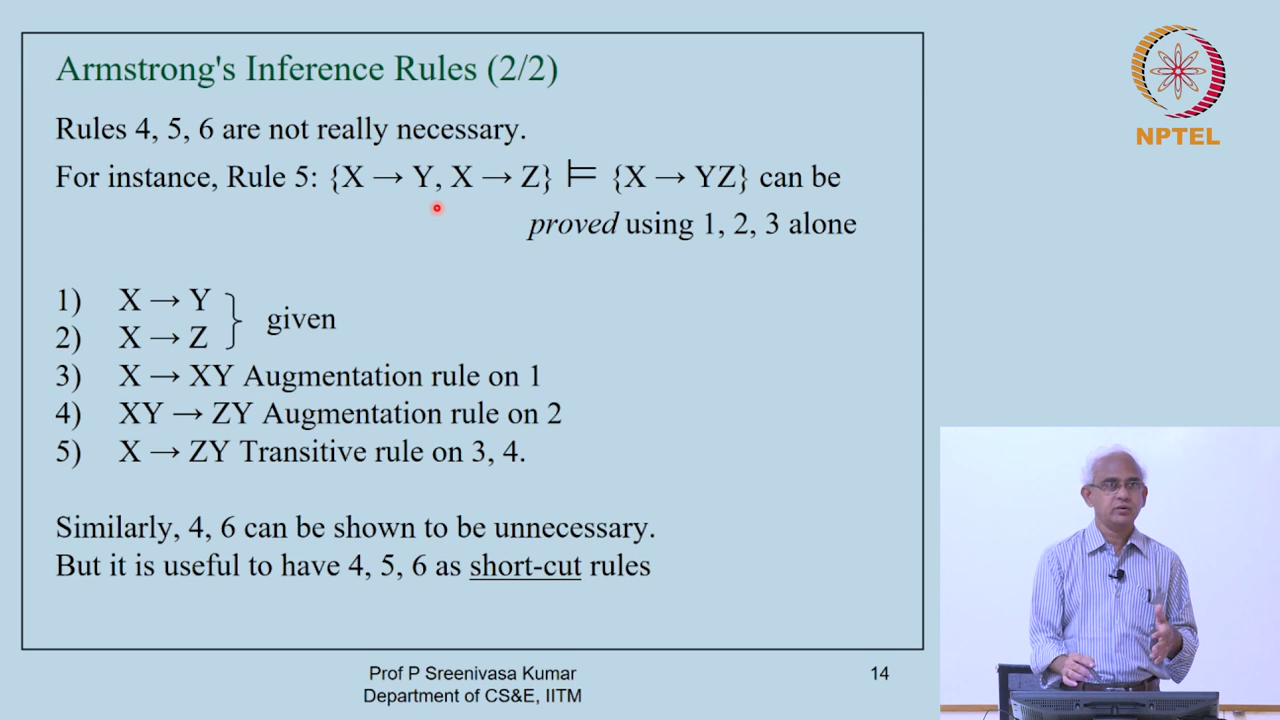 Armstrong's Inference Rules (2/2)
Rules 4, 5, 6 are not really necessary.
For instance, Rule 5: {X → Y, X → Z} ⊨ {X → YZ} can be
proved using 1, 2, 3 alone
1) X → Y
2) X → Z
given
3) X → XY Augmentation rule on 1
4) XY → ZY Augmentation rule on 2
5) X → ZY Transitive rule on 3, 4.
Similarly, 4, 6 can be shown to be unnecessary.
But it is useful to have 4, 5, 6 as short-cut rules
Prof P Sreenivasa Kumar
Department of CS&E, IITM
14
NPTEL